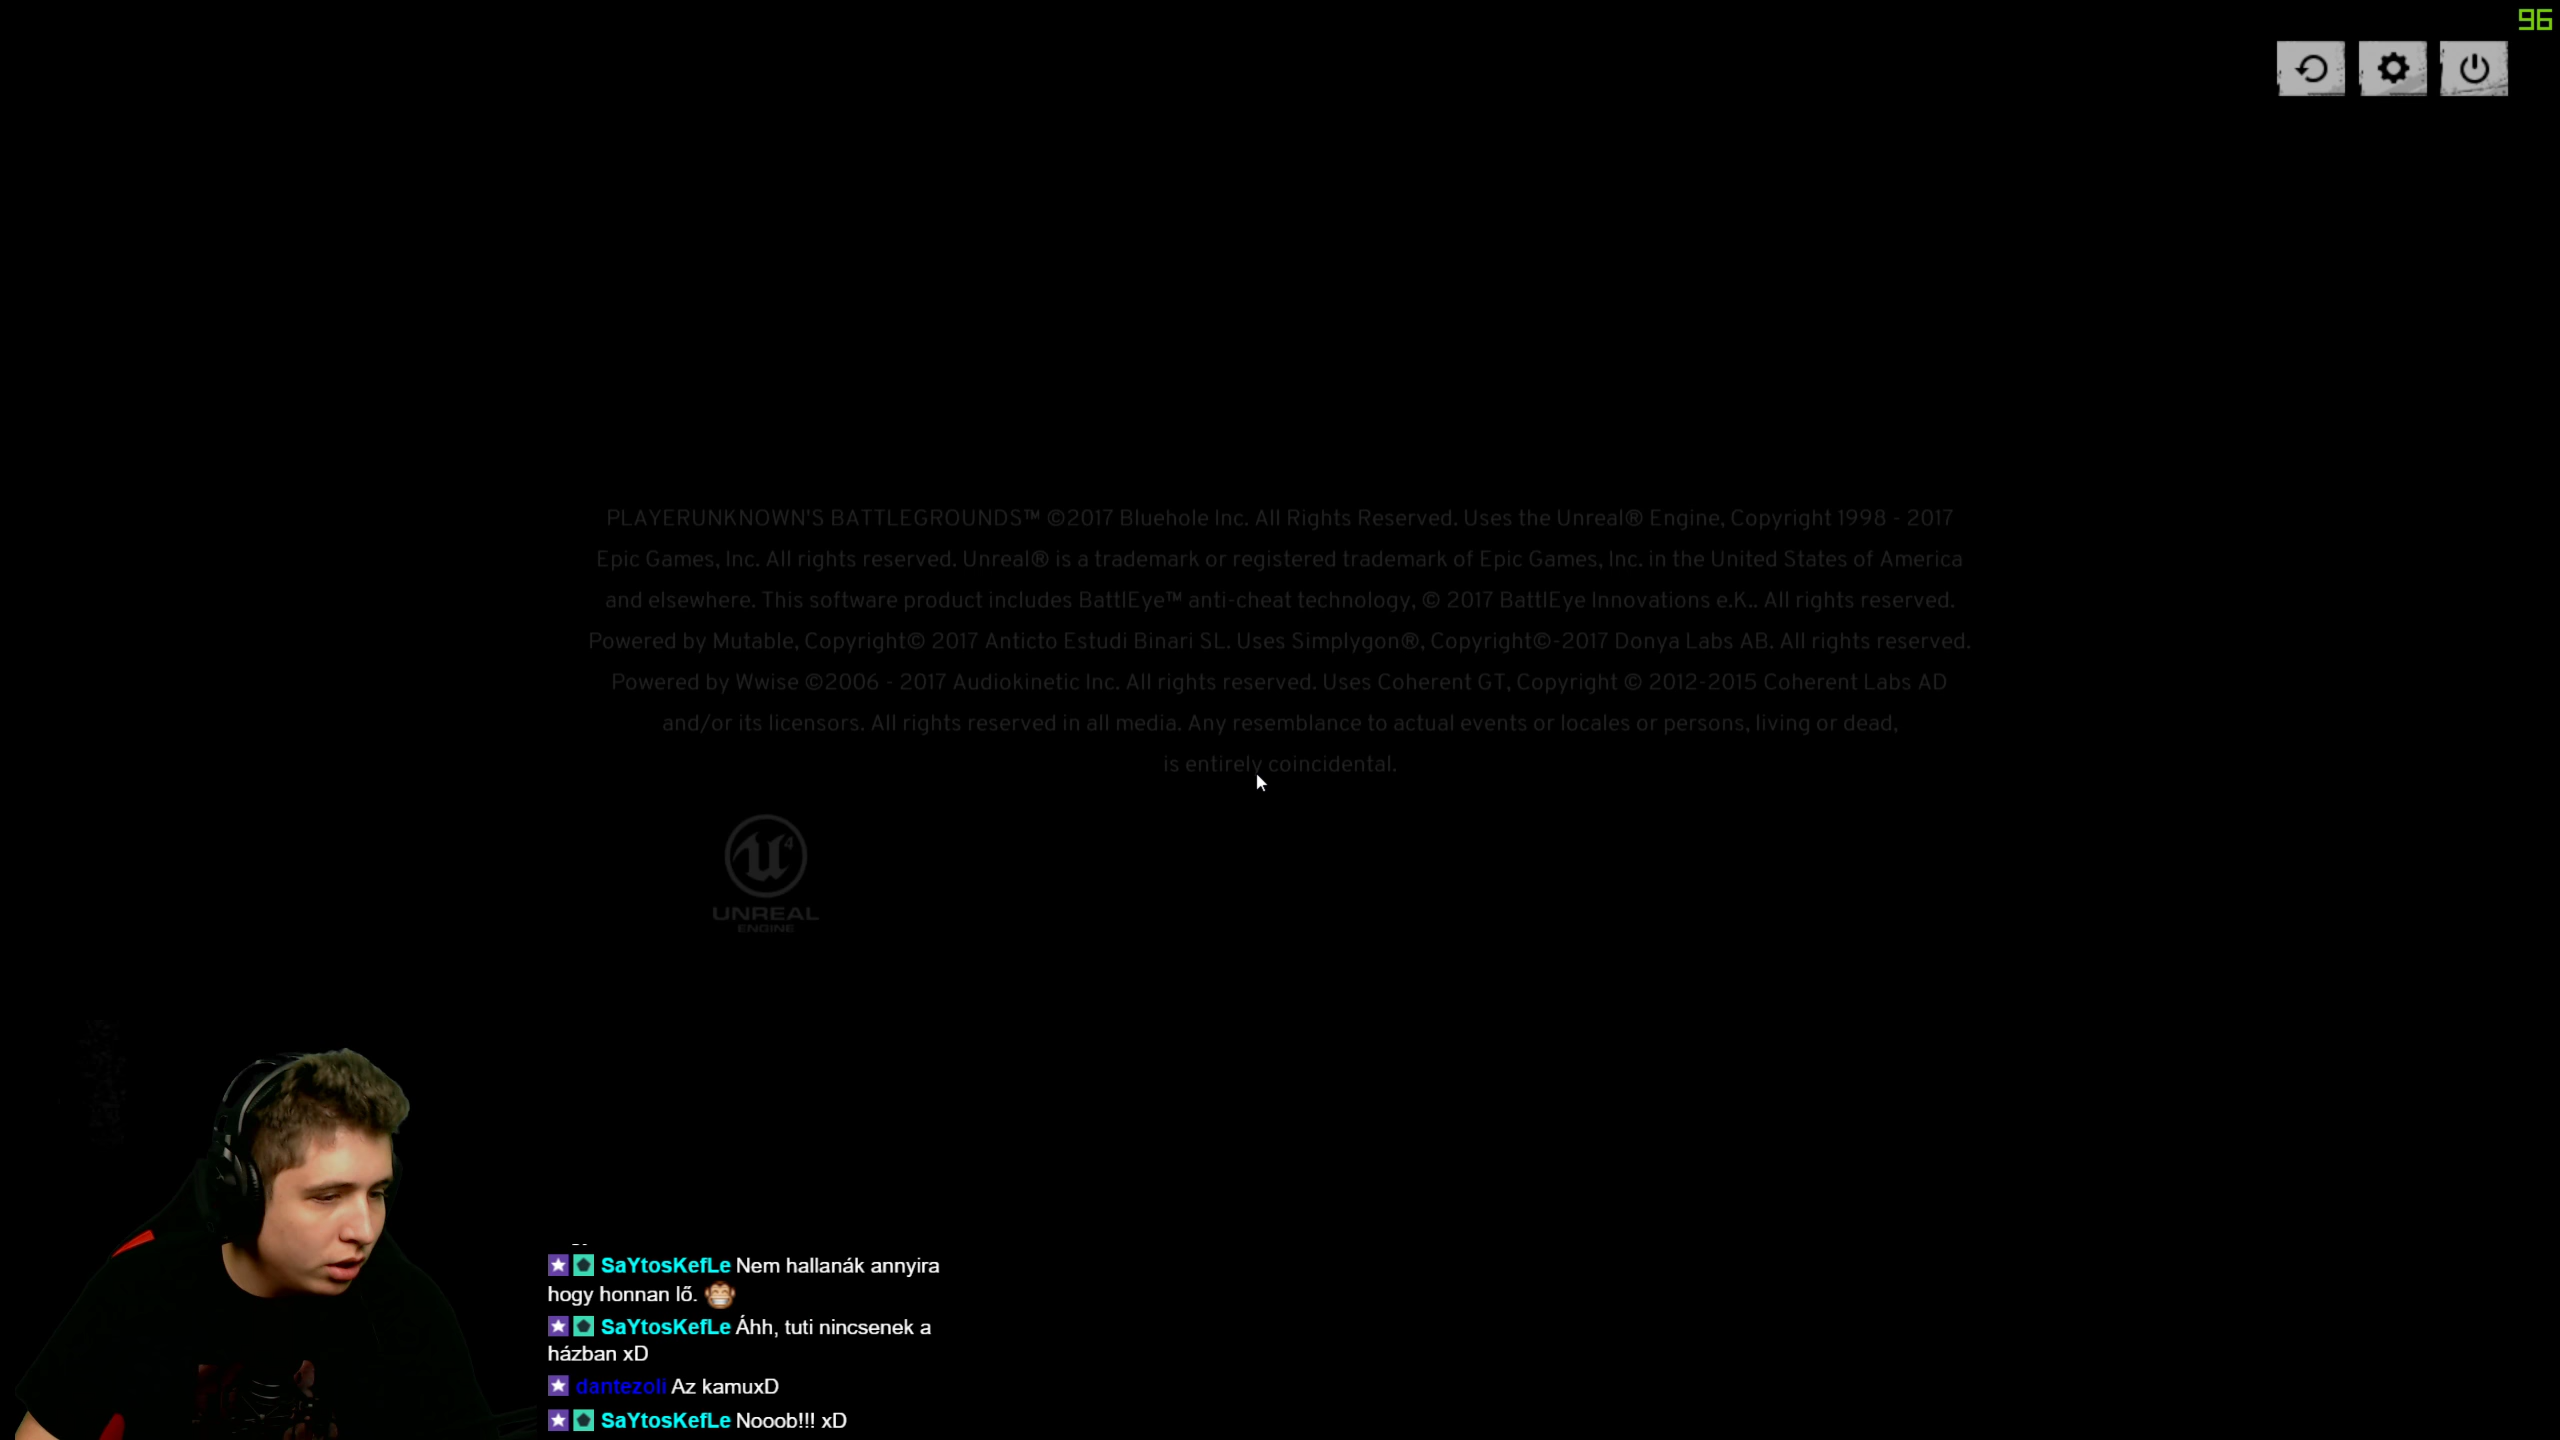 96
PLAYERUNKNOWN'S BATTLEGROUNDS™ ©2017 Bluehole Inc. All Rights Reserved. Uses the Unreal® Engine, Copyright 1998 - 2017
Epic Games, Inc. All rights reserved. Unreal® is a trademark or registered trademark of Epic Games, Inc. in the United States of America
and elsewhere. This software product includes BattlEye™ anti-cheat technology, © 2017 BattlEye Innovations e.K.. All rights reserved.
Powered by Mutable, Copyright© 2017 Anticto Estudi Binari SL. Uses Simplygon®, Copyright©-2017 Donya Labs AB. All rights reserved.
Powered by Wwise ©2006 - 2017 Audiokinetic Inc. All rights reserved. Uses Coherent GT, Copyright © 2012-2015 Coherent Labs AD
and/or its licensors. All rights reserved in all media. Any resemblance to actual events or locales or persons, living or dead,
is entirely coincidental.
UNREAL
ENGINE
SaYtosKefLe Nem hallanák annyira
hogy honnan lő.
SaYtosKefLe Áhh, tuti nincsenek a
házban xD
dantezoli Az kamuxD
SaYtosKefLe Nooob!!! xD